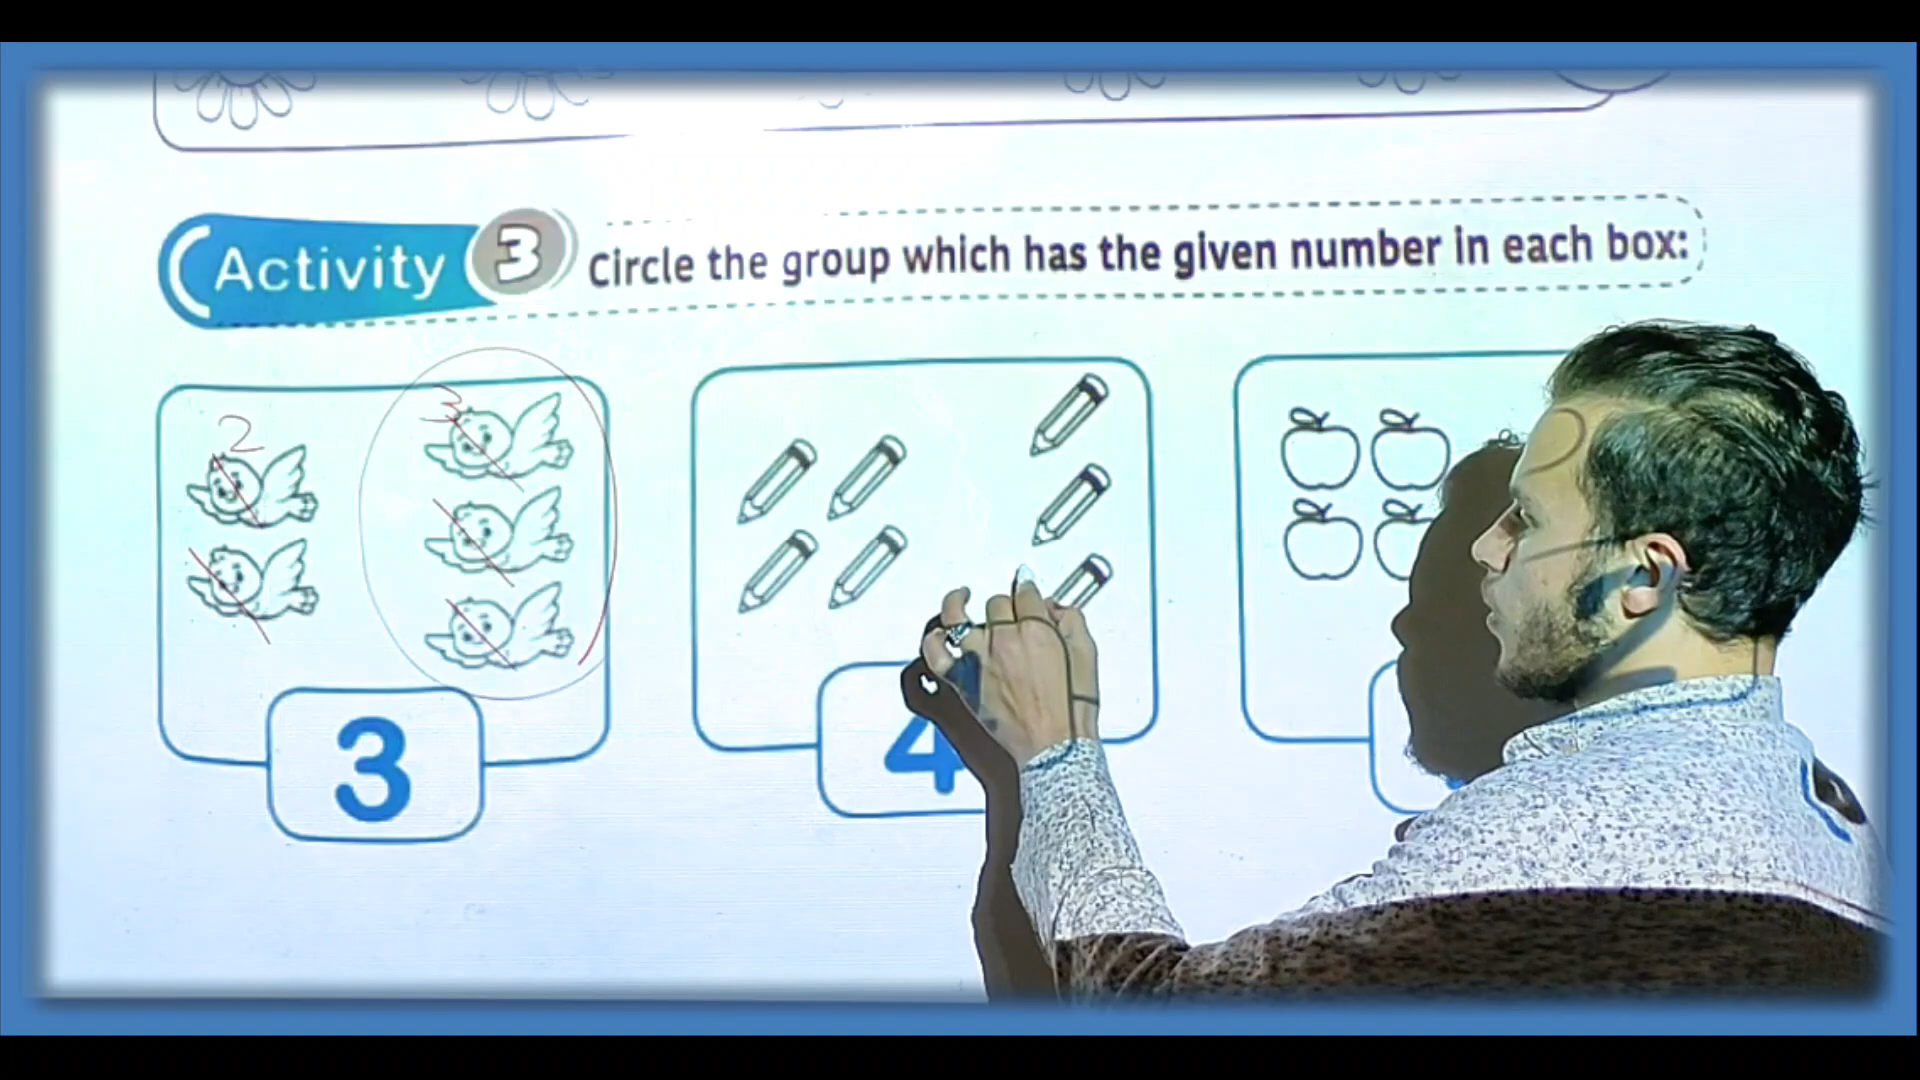 Activity 3 Circle the group which has the given number in each box:
2 3
3 4